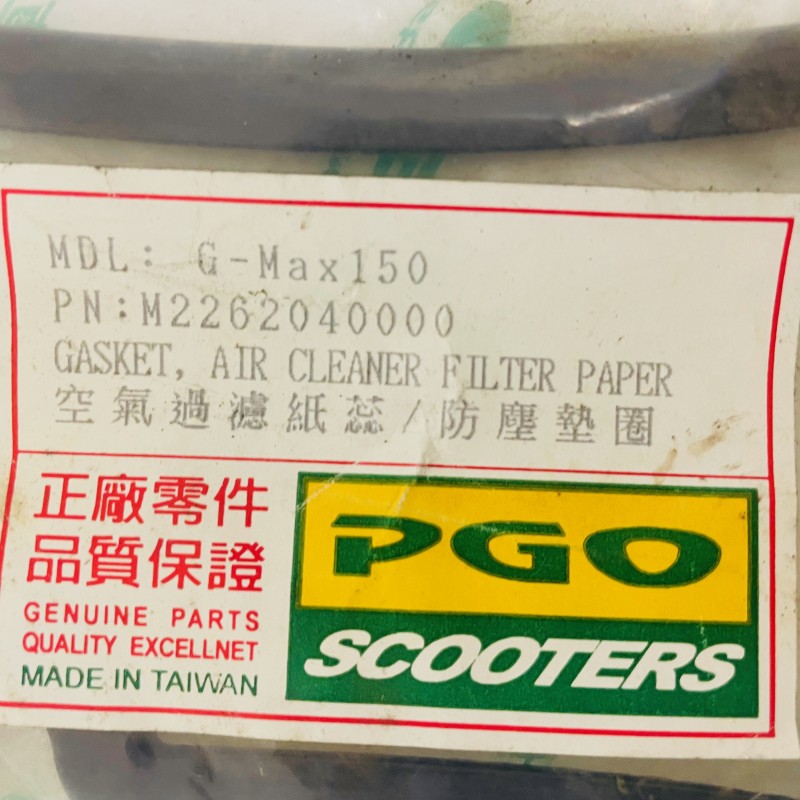 MDL: G-Max150
PN:M2262040000
GASKET, AIR CLEANER FILTER PAPER
空氣過濾紙蕊/防塵墊圈
正廠零件
品質保證
GENUINE PARTS
QUALITY EXCELLNET
MADE IN TAIWAN
PGO
SCOOTERS